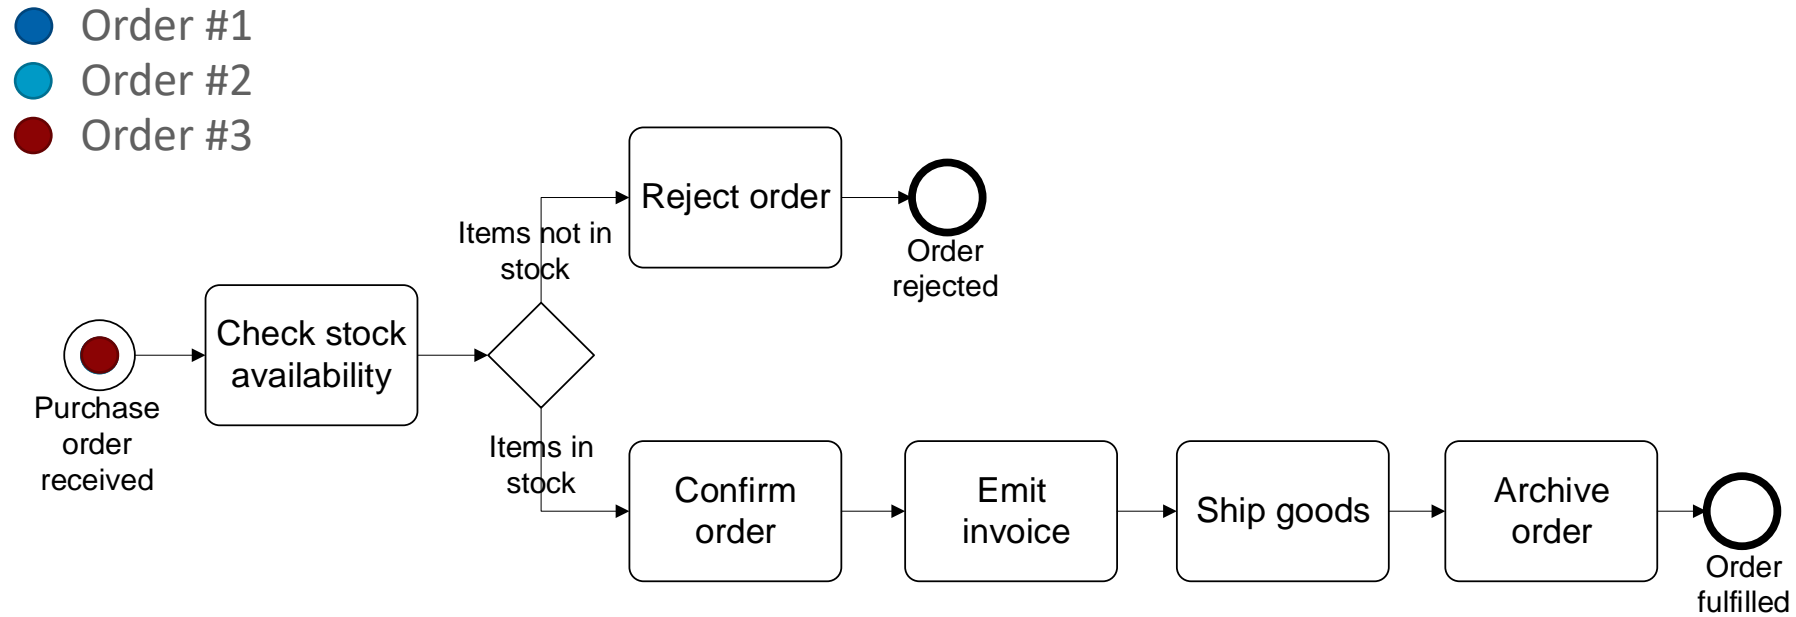 Order #1
Order #2
Order #3
Reject order
Items not in
stock
Order
rejected
Check stock
availability
Purchase
order
received
Items in
stock
Confirm
order
Emit
invoice
Ship goods
Archive
order
Order
fulfilled